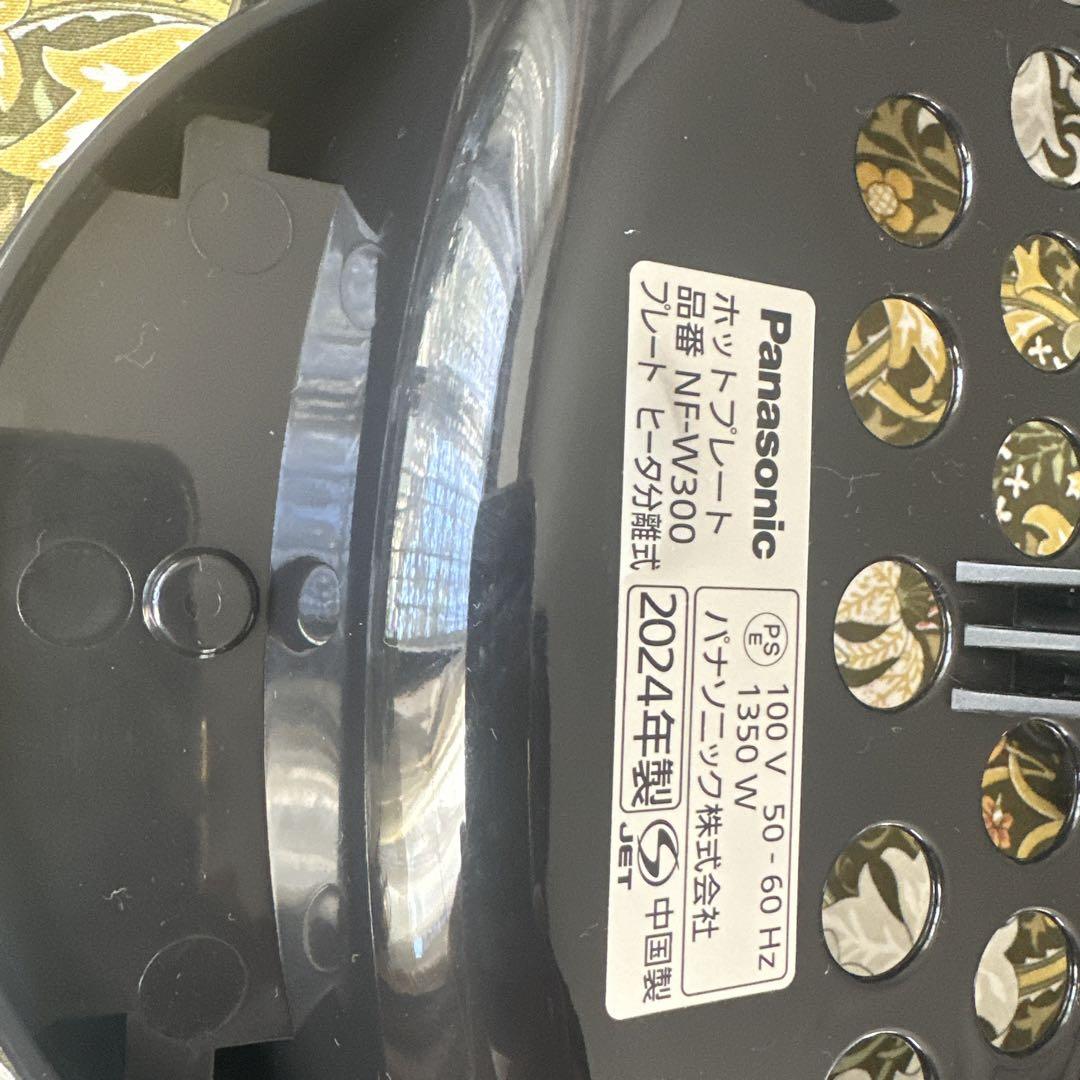 Panasonic
ホットプレート
品番 NF-W300
プレート ヒータ分離式
PS
E
100 V 50 - 60 Hz
1350 W
パナソニック株式会社
2024年製
S
JET
中国製